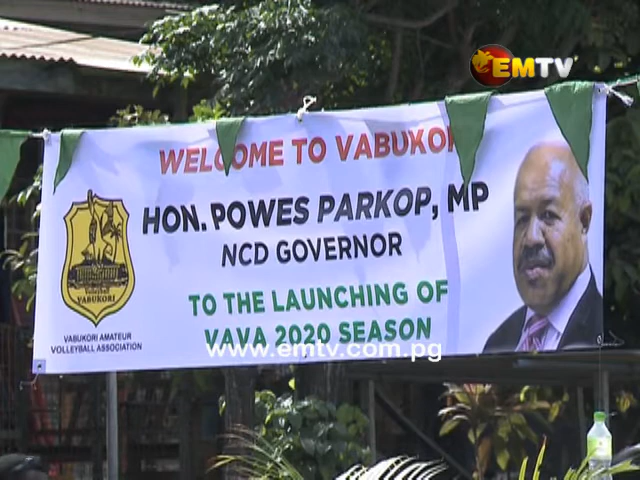 EMTV
WELCOME TO VABUKORI
HON. POWES PARKOP, MP
NCD GOVERNOR
TO THE LAUNCHING OF
VAVA 2020 SEASON
VABUKORI
VABUKORI AMATEUR
VOLLEYBALL ASSOCIATION
www.emtv.com.pg